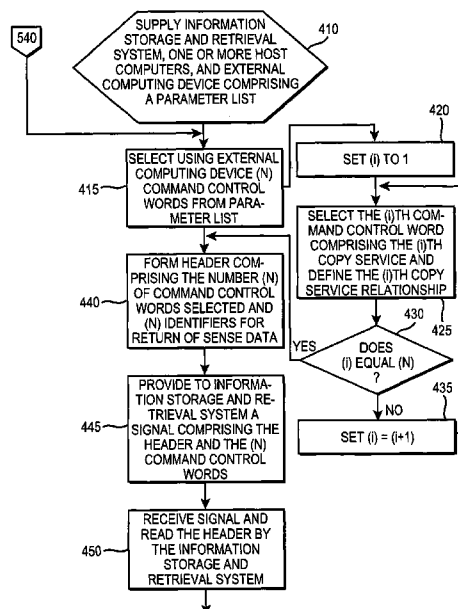 540
SUPPLY INFORMATION
STORAGE AND RETRIEVAL
SYSTEM, ONE OR MORE HOST
COMPUTERS, AND EXTERNAL
COMPUTING DEVICE COMPRISING
A PARAMETER LIST
410
SELECT USING EXTERNAL
COMPUTING DEVICE (N)
COMMAND CONTROL
WORDS FROM PARAM-
ETER LIST
415
420
SET (i) TO 1
SELECT THE (i)TH COM-
MAND CONTROL WORD
COMPRISING THE (i)TH
COPY SERVICE AND
DEFINE THE (i)TH COPY
SERVICE RELATIONSHIP
425
430
DOES
(i) EQUAL (N)
?
YES
NO
435
SET (i) = (i+1)
FORM HEADER COM-
PRISING THE NUMBER (N)
OF COMMAND CONTROL
WORDS SELECTED AND
(N) IDENTIFIERS FOR
RETURN OF SENSE DATA
440
PROVIDE TO INFORMA-
TION STORAGE AND RE-
TRIEVAL SYSTEM A
SIGNAL COMPRISING THE
HEADER AND THE (N)
COMMAND CONTROL
WORDS
445
RECEIVE SIGNAL AND
READ THE HEADER BY
THE INFORMATION
STORAGE AND
RETRIEVAL SYSTEM
450